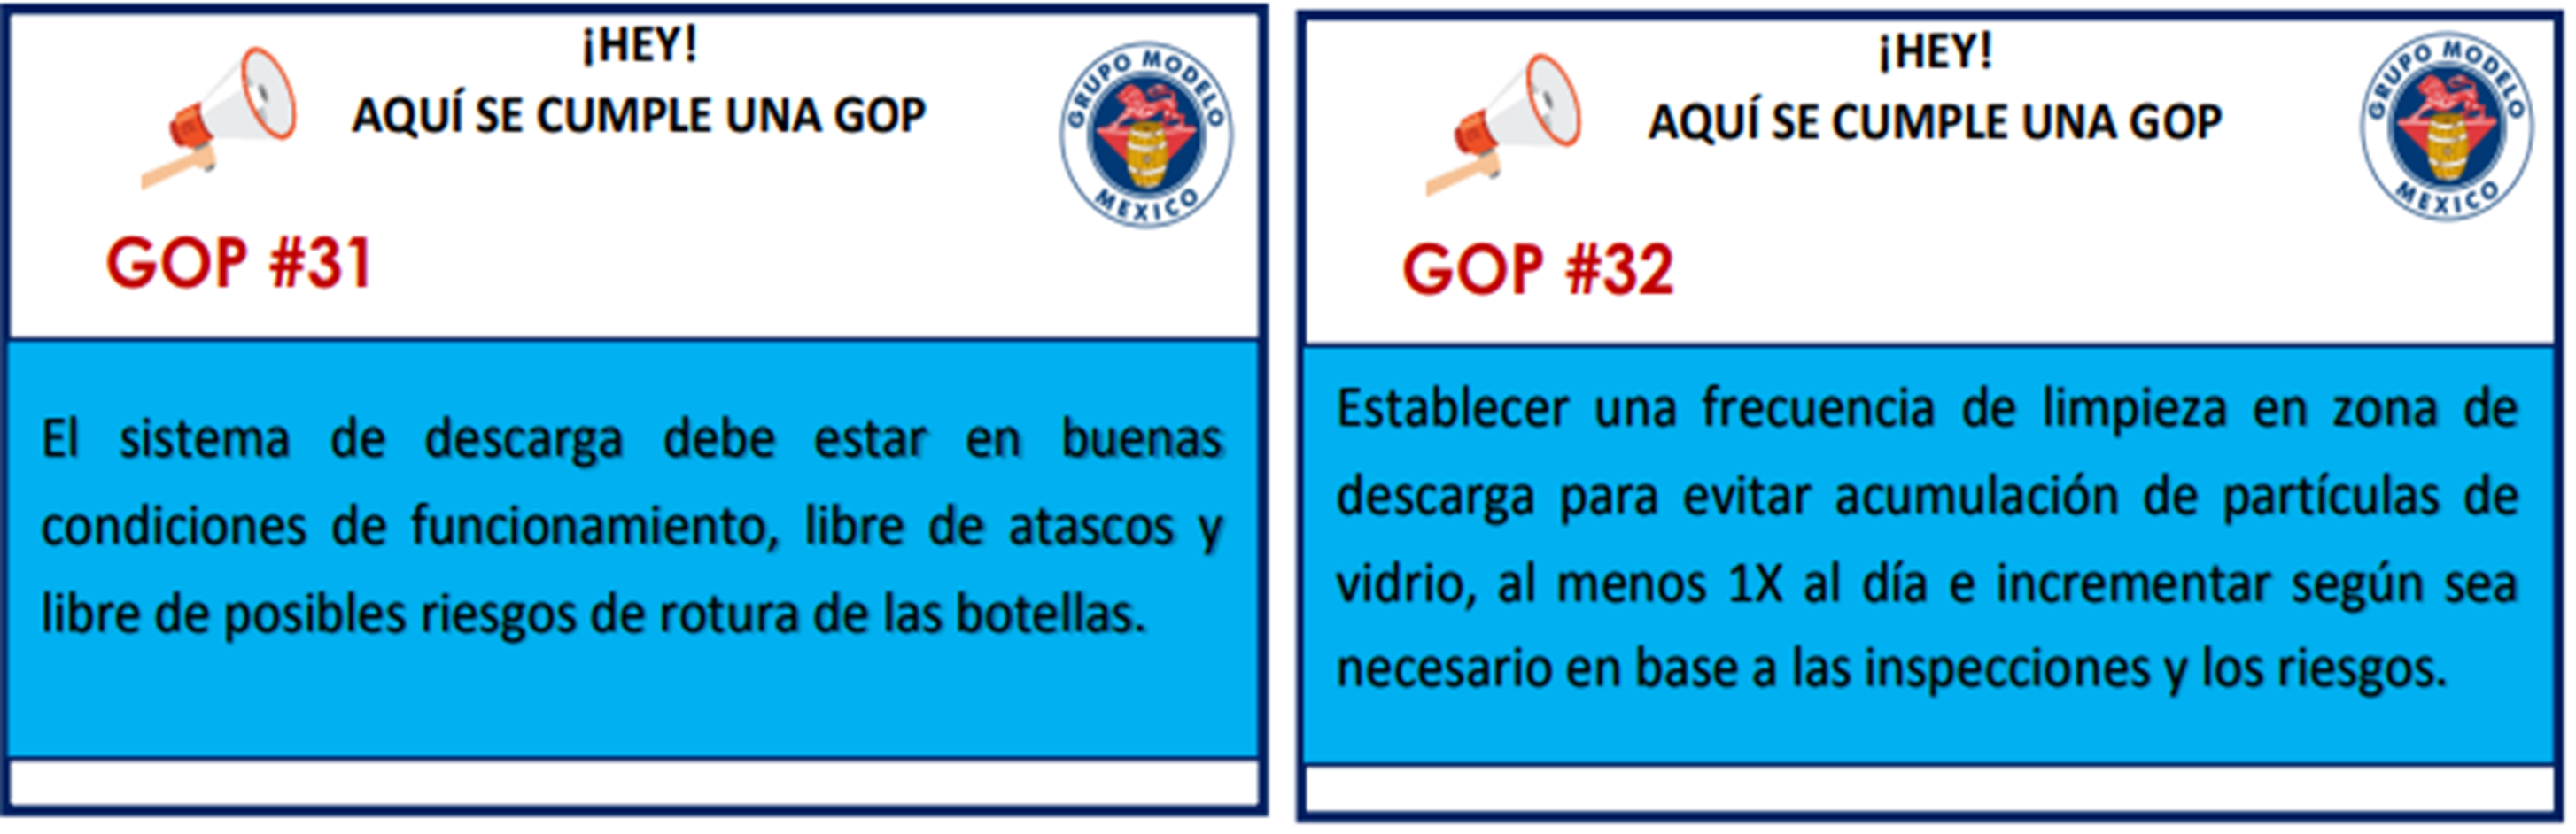 ¡HEY!
AQUÍ SE CUMPLE UNA GOP
GRUPO MODELO
MEXICO
GOP #31
El sistema de descarga debe estar en buenas
condiciones de funcionamiento, libre de atascos y
libre de posibles riesgos de rotura de las botellas.
¡HEY!
AQUÍ SE CUMPLE UNA GOP
GRUPO MODELO
MEXICO
GOP #32
Establecer una frecuencia de limpieza en zona de
descarga para evitar acumulación de partículas de
vidrio, al menos 1X al día e incrementar según sea
necesario en base a las inspecciones y los riesgos.